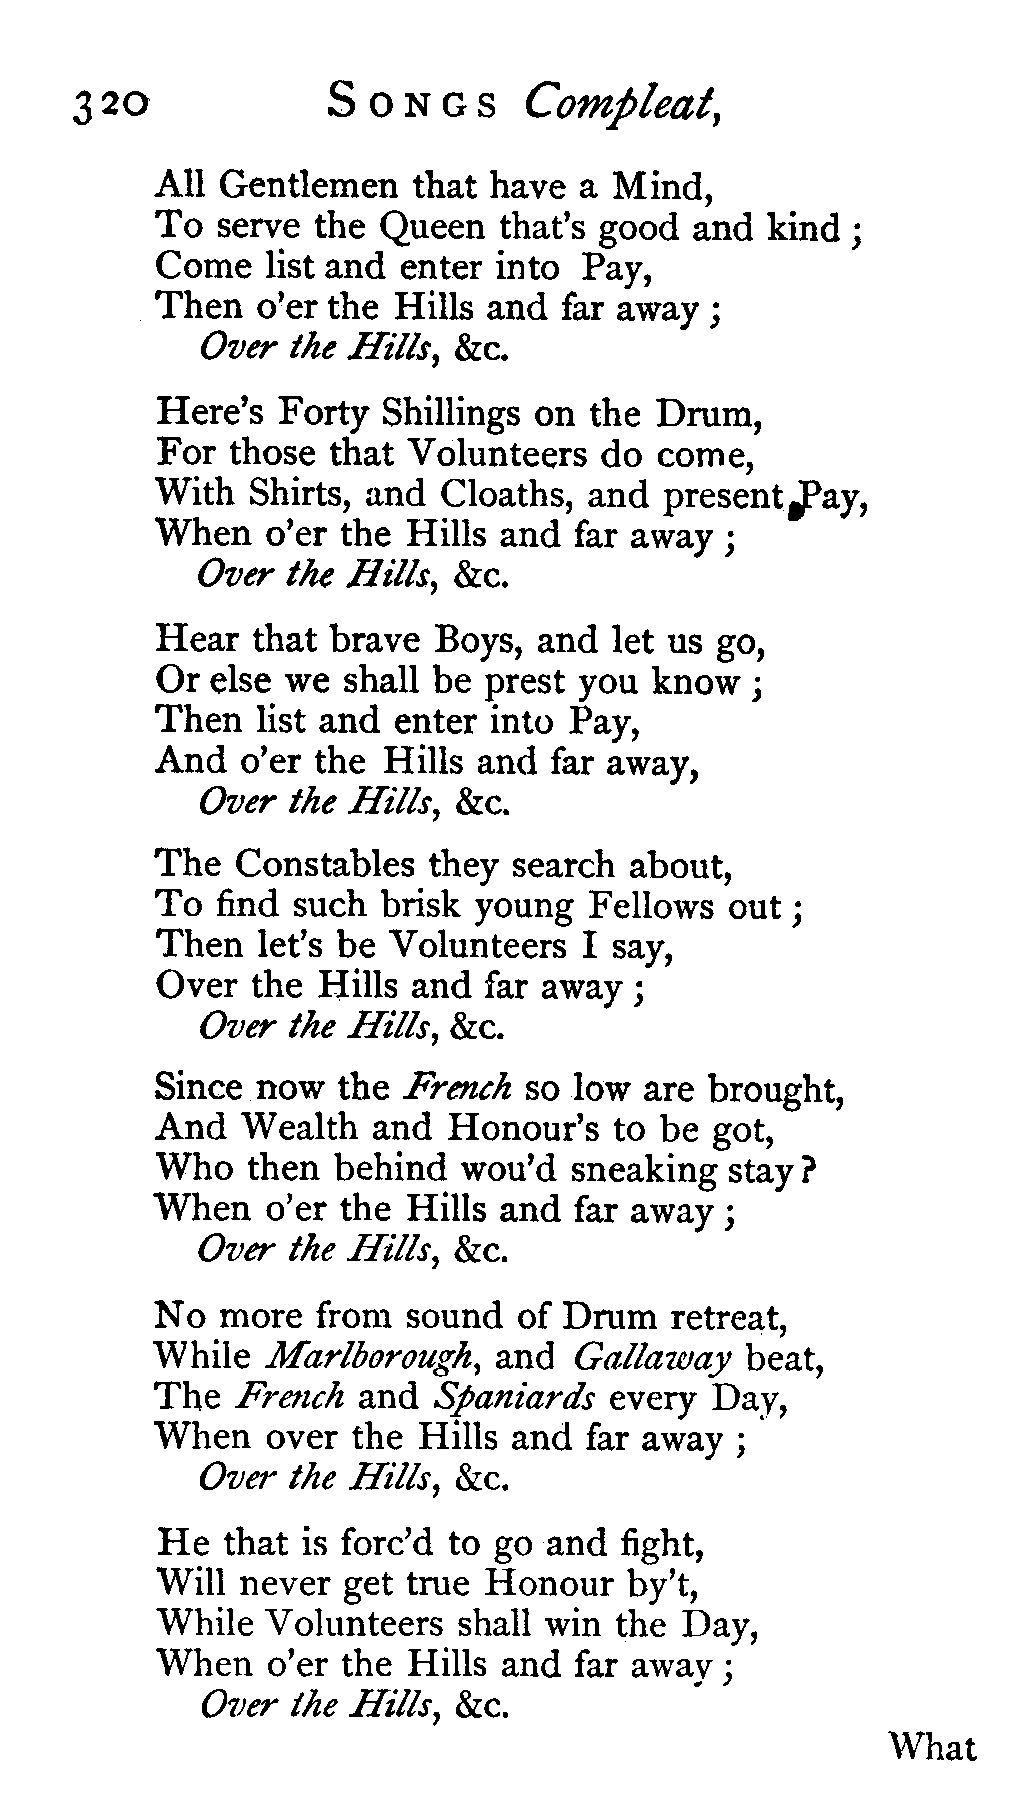 320 SONGS Compleat,
All Gentlemen that have a Mind,
To serve the Queen that's good and kind ;
Come list and enter into Pay,
Then o'er the Hills and far away ;
Over the Hills, &c.
Here's Forty Shillings on the Drum,
For those that Volunteers do come,
With Shirts, and Cloaths, and present Pay,
When o'er the Hills and far away ;
Over the Hills, &c.
Hear that brave Boys, and let us go,
Or else we shall be prest you know ;
Then list and enter into Pay,
And o'er the Hills and far away,
Over the Hills, &c.
The Constables they search about,
To find such brisk young Fellows out ;
Then let's be Volunteers I say,
Over the Hills and far away ;
Over the Hills, &c.
Since now the French so low are brought,
And Wealth and Honour's to be got,
Who then behind wou'd sneaking stay ?
When o'er the Hills and far away ;
Over the Hills, &c.
No more from sound of Drum retreat,
While Marlborough, and Gallaway beat,
The French and Spaniards every Day,
When over the Hills and far away ;
Over the Hills, &c.
He that is forc'd to go and fight,
Will never get true Honour by't,
While Volunteers shall win the Day,
When o'er the Hills and far away ;
Over the Hills, &c.
What